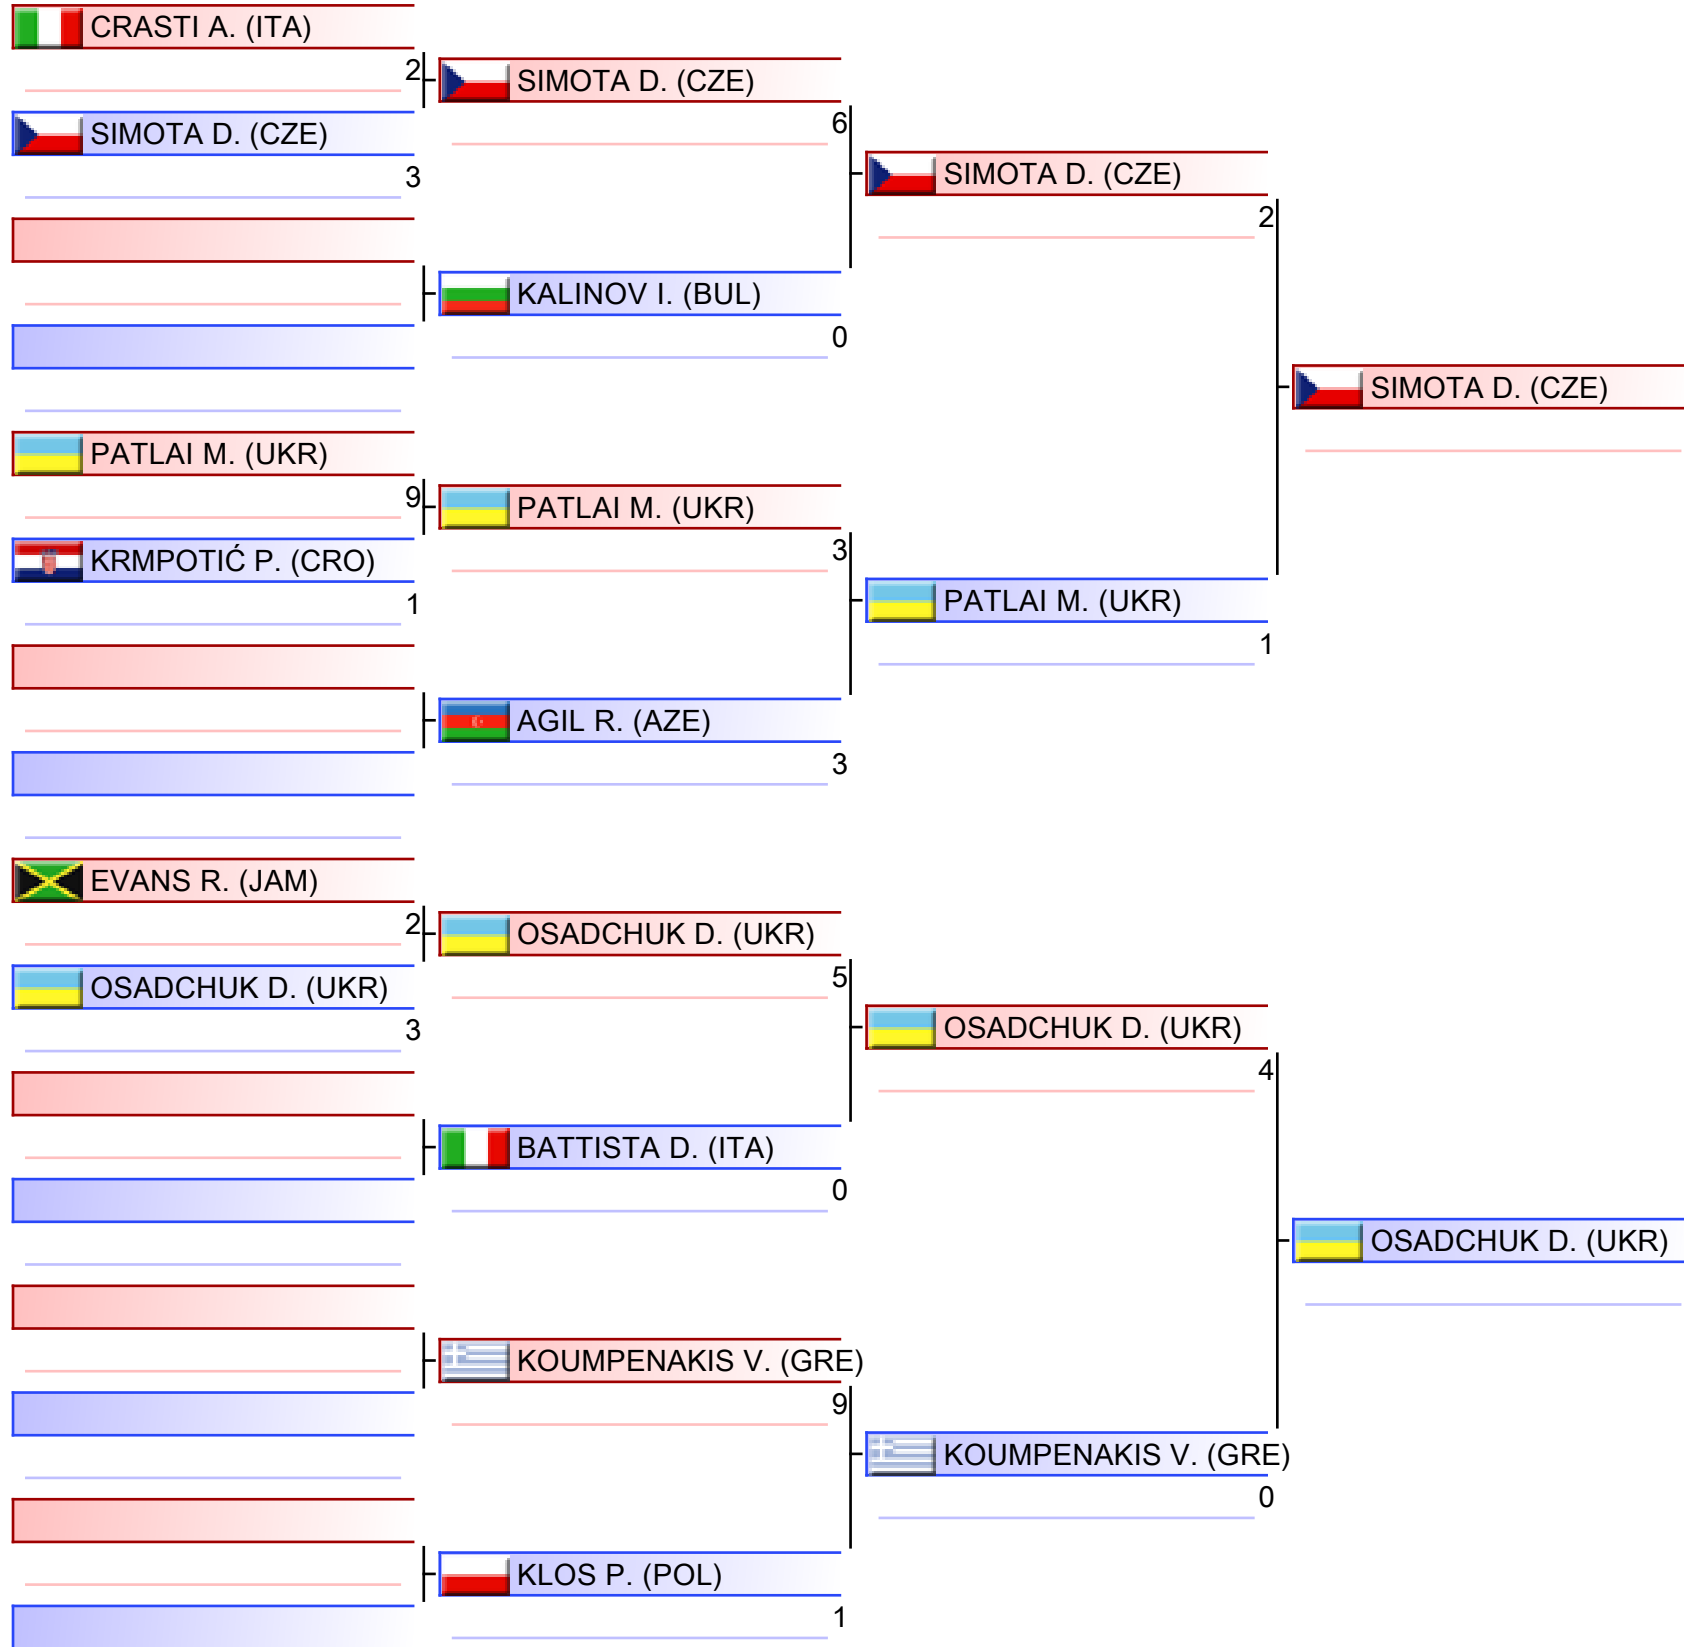 CRASTI A. (ITA)
2
SIMOTA D. (CZE)
3
PATLAI M. (UKR)
9
KRMPOTIĆ P. (CRO)
1
EVANS R. (JAM)
2
OSADCHUK D. (UKR)
3
SIMOTA D. (CZE)
6
KALINOV I. (BUL)
0
PATLAI M. (UKR)
3
AGIL R. (AZE)
3
OSADCHUK D. (UKR)
5
BATTISTA D. (ITA)
0
KOUMPENAKIS V. (GRE)
9
KLOS P. (POL)
1
SIMOTA D. (CZE)
2
PATLAI M. (UKR)
1
OSADCHUK D. (UKR)
4
KOUMPENAKIS V. (GRE)
0
SIMOTA D. (CZE)
OSADCHUK D. (UKR)